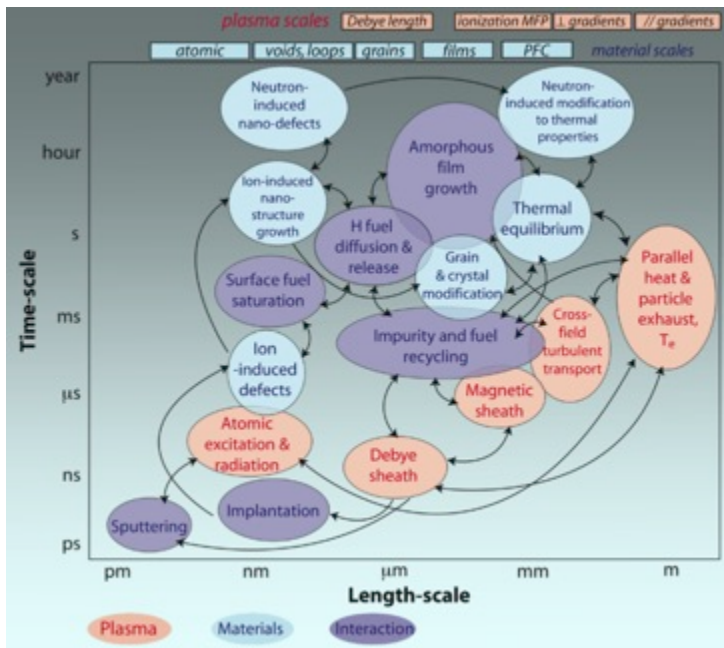 plasma scales
Debye length
ionization MFP
⊥ gradients
// gradients
atomic
voids, loops
grains
films
PFC
material scales
year
hour
s
ms
μs
ns
ps
Time-scale
Neutron-
induced
nano-defects
Neutron-
induced modification
to thermal
properties
Amorphous
film
growth
Ion-induced
nano-
structure
growth
Thermal
equilibrium
H fuel
diffusion &
release
Grain
& crystal
modification
Parallel
heat &
particle
exhaust,
Te
Surface fuel
saturation
Impurity and fuel
recycling
Cross-
field
turbulent
transport
Ion
-induced
defects
Magnetic
sheath
Atomic
excitation &
radiation
Debye
sheath
Implantation
Sputtering
pm
nm
μm
mm
m
Length-scale
Plasma
Materials
Interaction